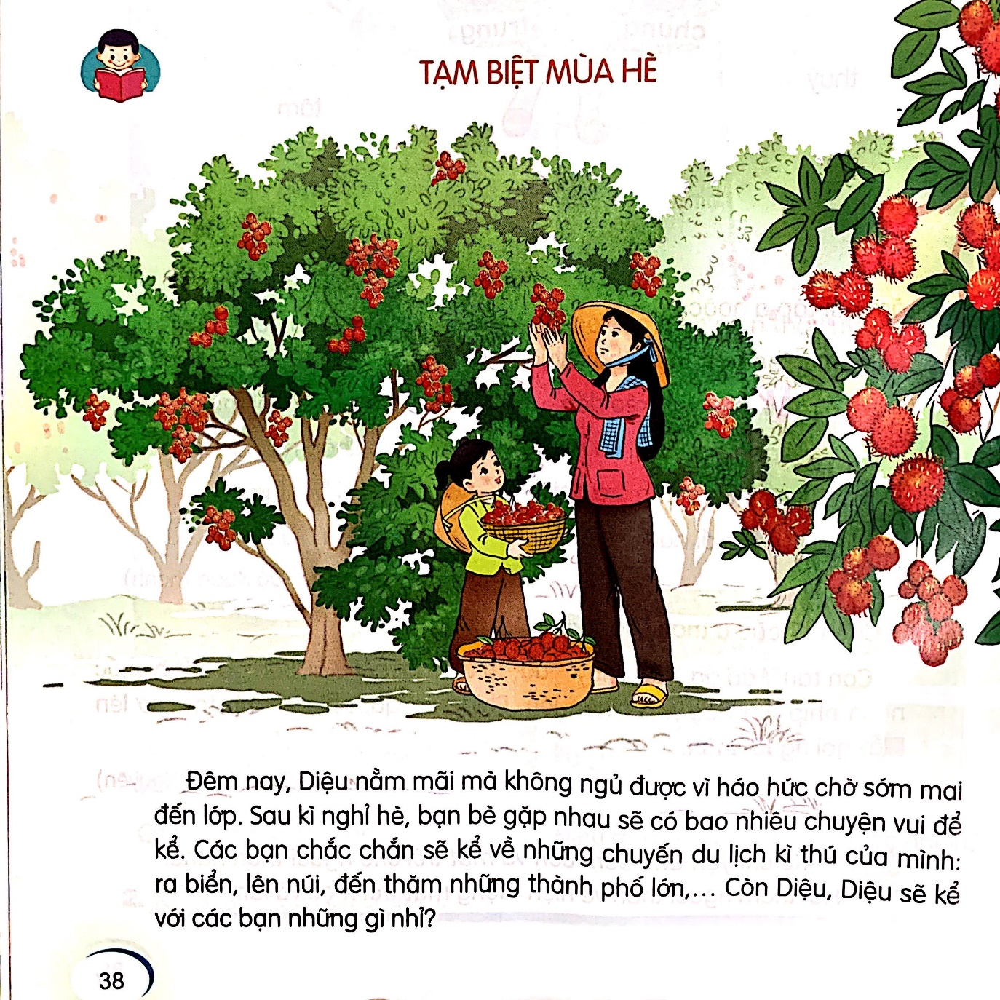 TẠM BIỆT MÙA HÈ
Đêm nay, Diệu nằm mãi mà không ngủ được vì háo hức chờ sớm mai
đến lớp. Sau kì nghỉ hè, bạn bè gặp nhau sẽ có bao nhiêu chuyện vui để
kể. Các bạn chắc chắn sẽ kể về những chuyến du lịch kì thú của mình:
ra biển, lên núi, đến thăm những thành phố lớn,... Còn Diệu, Diệu sẽ kể
với các bạn những gì nhỉ?
38